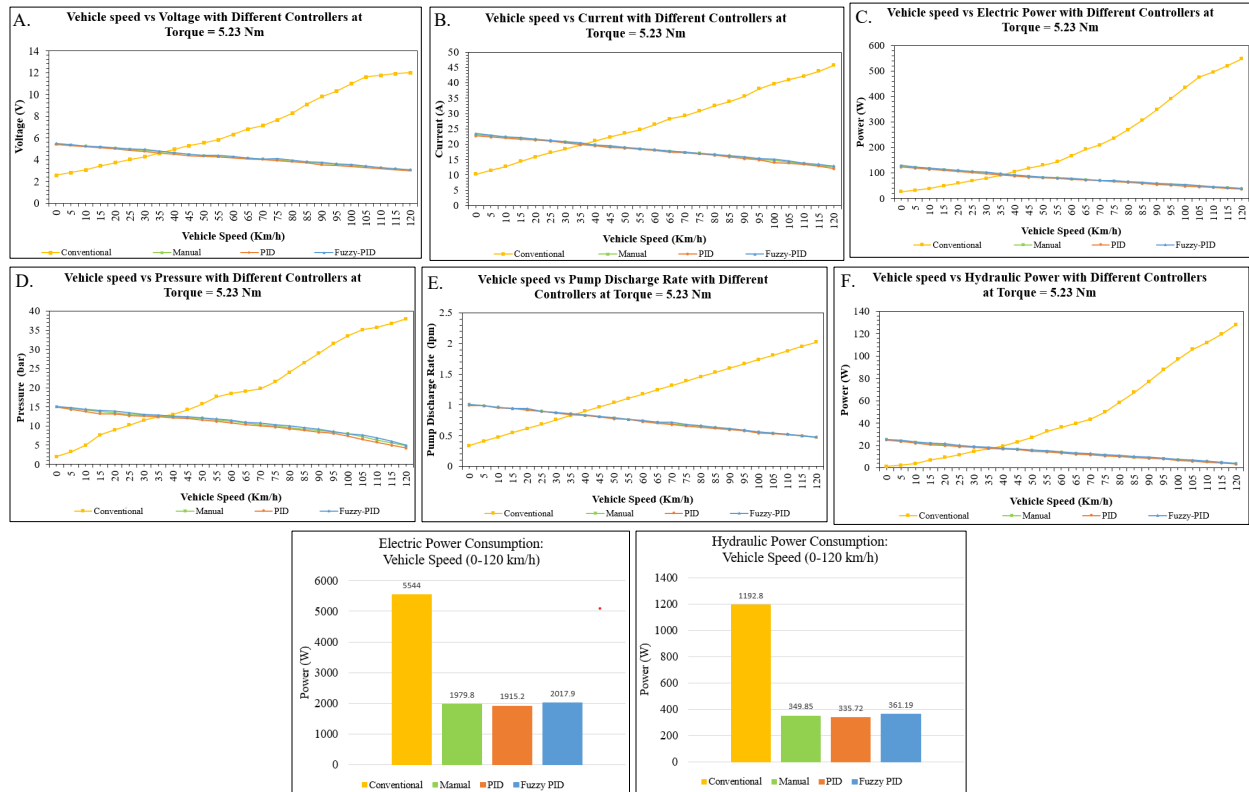 A.
Vehicle speed vs Voltage with Different Controllers at
Torque = 5.23 Nm
Voltage (V)
14
12
10
8
6
4
2
0
0 5 10 15 20 25 30 35 40 45 50 55 60 65 70 75 80 85 90 95 100 105 110 115 120
Vehicle Speed (Km/h)
Conventional Manual PID Fuzzy-PID
B.
Vehicle speed vs Current with Different Controllers at
Torque = 5.23 Nm
Current (A)
50
45
40
35
30
25
20
15
10
5
0
0 5 10 15 20 25 30 35 40 45 50 55 60 65 70 75 80 85 90 95 100 105 110 115 120
Vehicle Speed (Km/h)
Conventional Manual PID Fuzzy-PID
C.
Vehicle speed vs Electric Power with Different Controllers at
Torque = 5.23 Nm
Power (W)
600
500
400
300
200
100
0
0 5 10 15 20 25 30 35 40 45 50 55 60 65 70 75 80 85 90 95 100 105 110 115 120
Vehicle Speed (Km/h)
Conventional Manual PID Fuzzy-PID
D.
Vehicle speed vs Pressure with Different Controllers at
Torque = 5.23 Nm
Pressure (bar)
40
35
30
25
20
15
10
5
0
0 5 10 15 20 25 30 35 40 45 50 55 60 65 70 75 80 85 90 95 100 105 110 115 120
Vehicle Speed (Km/h)
Conventional Manual PID Fuzzy-PID
E.
Vehicle speed vs Pump Discharge Rate with Different
Controllers at Torque = 5.23 Nm
Pump Discharge Rate (lpm)
2.5
2
1.5
1
0.5
0
0 5 10 15 20 25 30 35 40 45 50 55 60 65 70 75 80 85 90 95 100 105 110 115 120
Vehicle Speed (Km/h)
Conventional Manual PID Fuzzy-PID
F.
Vehicle speed vs Hydraulic Power with Different Controllers
at Torque = 5.23 Nm
Power (W)
140
120
100
80
60
40
20
0
0 5 10 15 20 25 30 35 40 45 50 55 60 65 70 75 80 85 90 95 100 105 110 115 120
Vehicle Speed (Km/h)
Conventional Manual PID Fuzzy-PID
Electric Power Consumption:
Vehicle Speed (0-120 km/h)
Power (W)
6000
5000
4000
3000
2000
1000
0
5544
1979.8
1915.2
2017.9
Conventional Manual PID Fuzzy PID
Hydraulic Power Consumption:
Vehicle Speed (0-120 km/h)
Power (W)
1400
1200
1000
800
600
400
200
0
1192.8
349.85
335.72
361.19
Conventional Manual PID Fuzzy PID